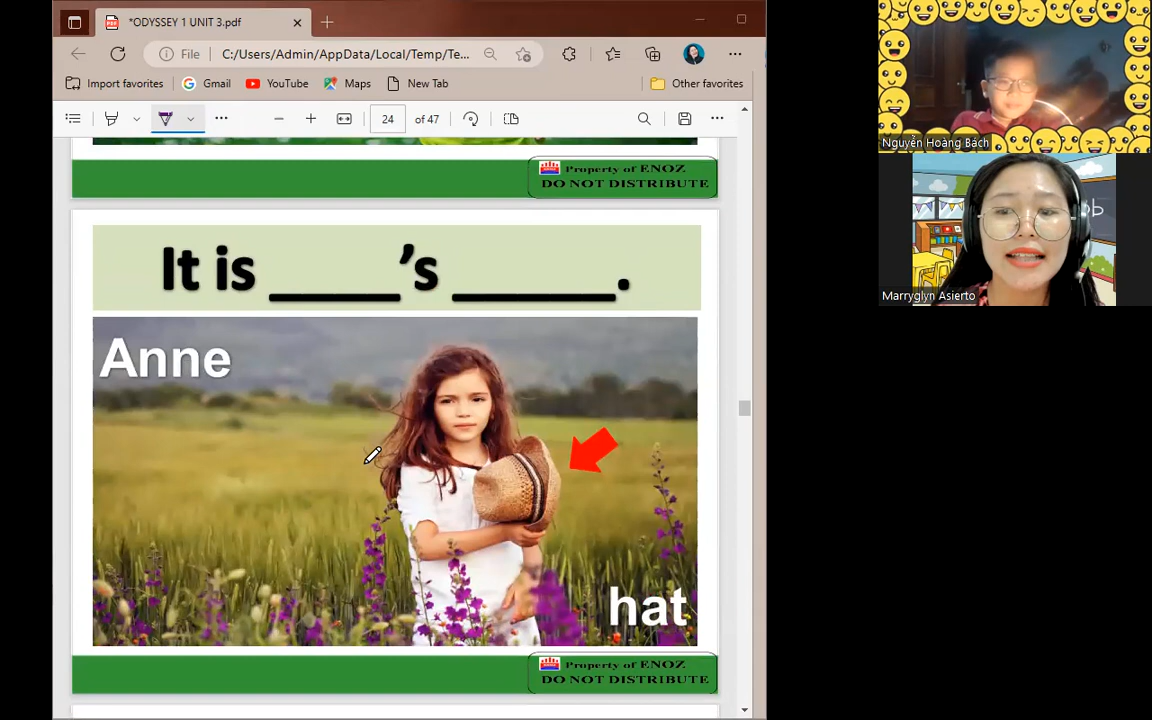 *ODYSSEY 1 UNIT 3.pdf
File C:/Users/Admin/AppData/Local/Temp/Te...
Import favorites Gmail YouTube Maps New Tab Other favorites
24 of 47
Property of ENOZ
DO NOT DISTRIBUTE
It is ______'s ______.
Anne
hat
Property of ENOZ
DO NOT DISTRIBUTE
Nguyễn Hoàng Bách
Marryglyn Asierto